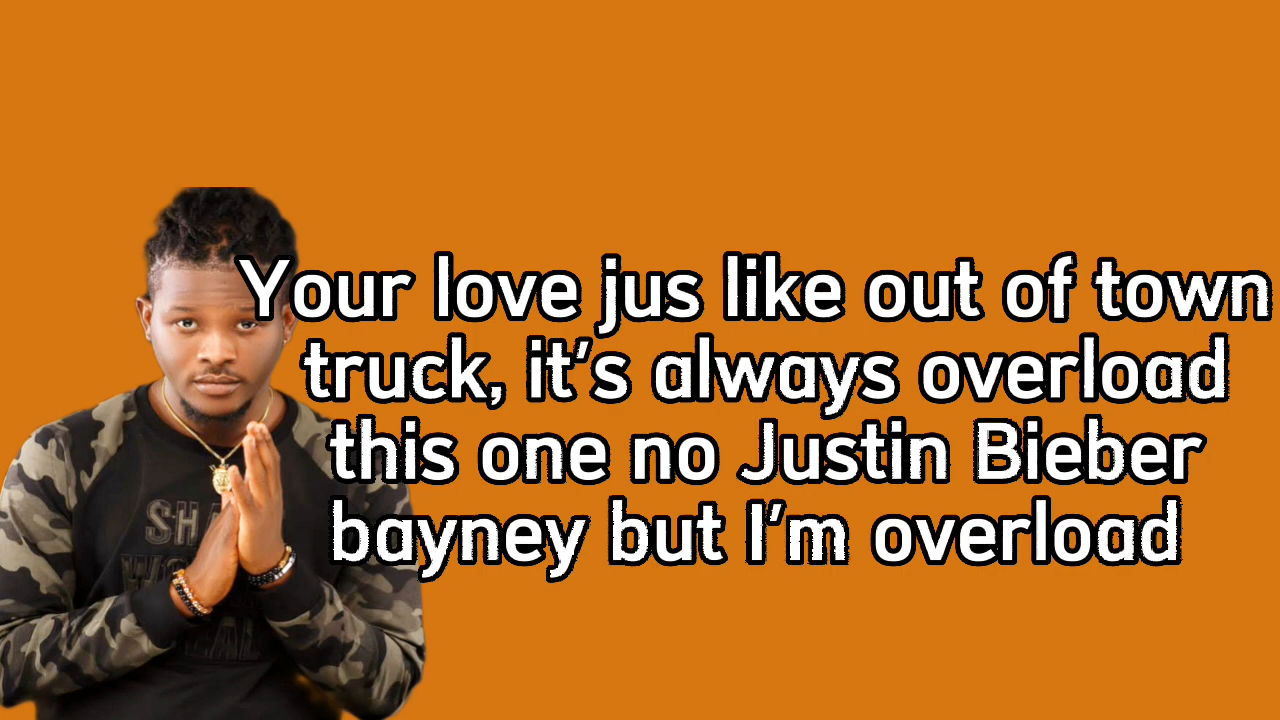 Your love jus like out of town
truck, it's always overload
this one no Justin Bieber
bayney but I'm overload